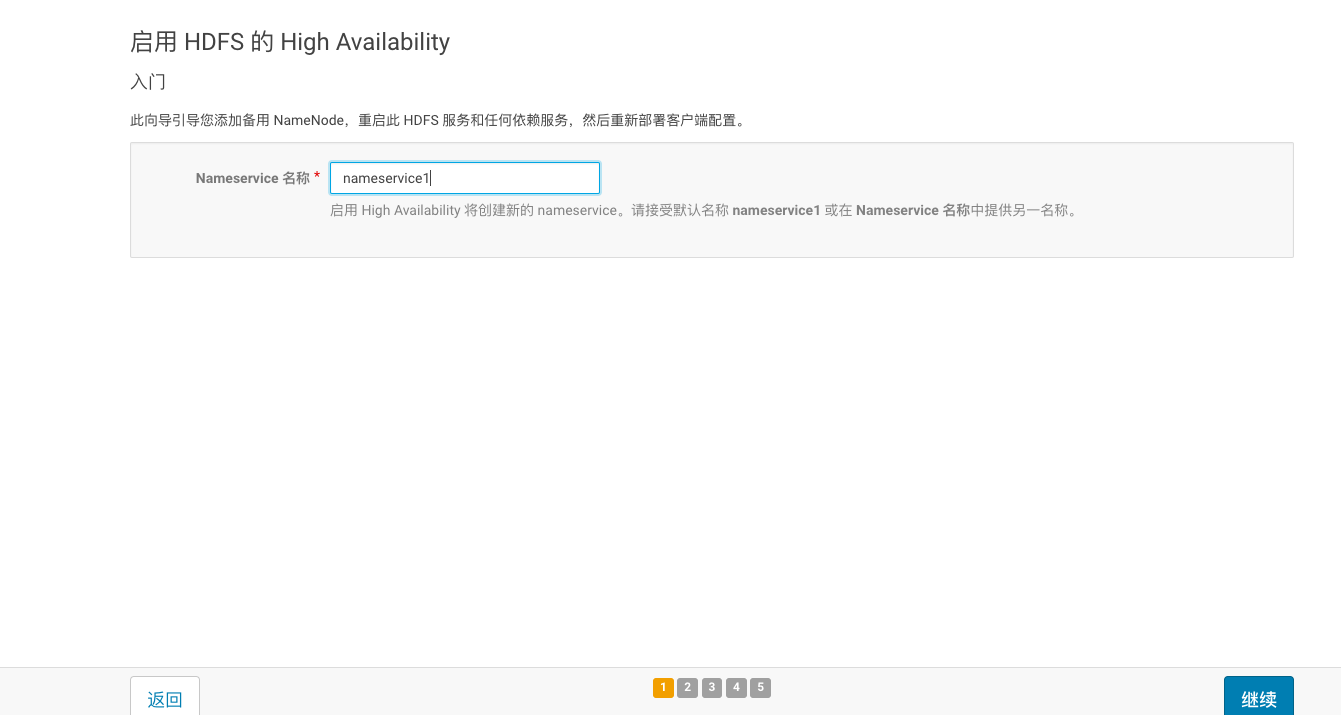 启用 HDFS 的 High Availability
入门
此向导引导您添加备用 NameNode，重启此 HDFS 服务和任何依赖服务，然后重新部署客户端配置。
Nameservice 名称 * nameservice1
启用 High Availability 将创建新的 nameservice。请接受默认名称 nameservice1 或在 Nameservice 名称中提供另一名称。
返回 1 2 3 4 5 继续